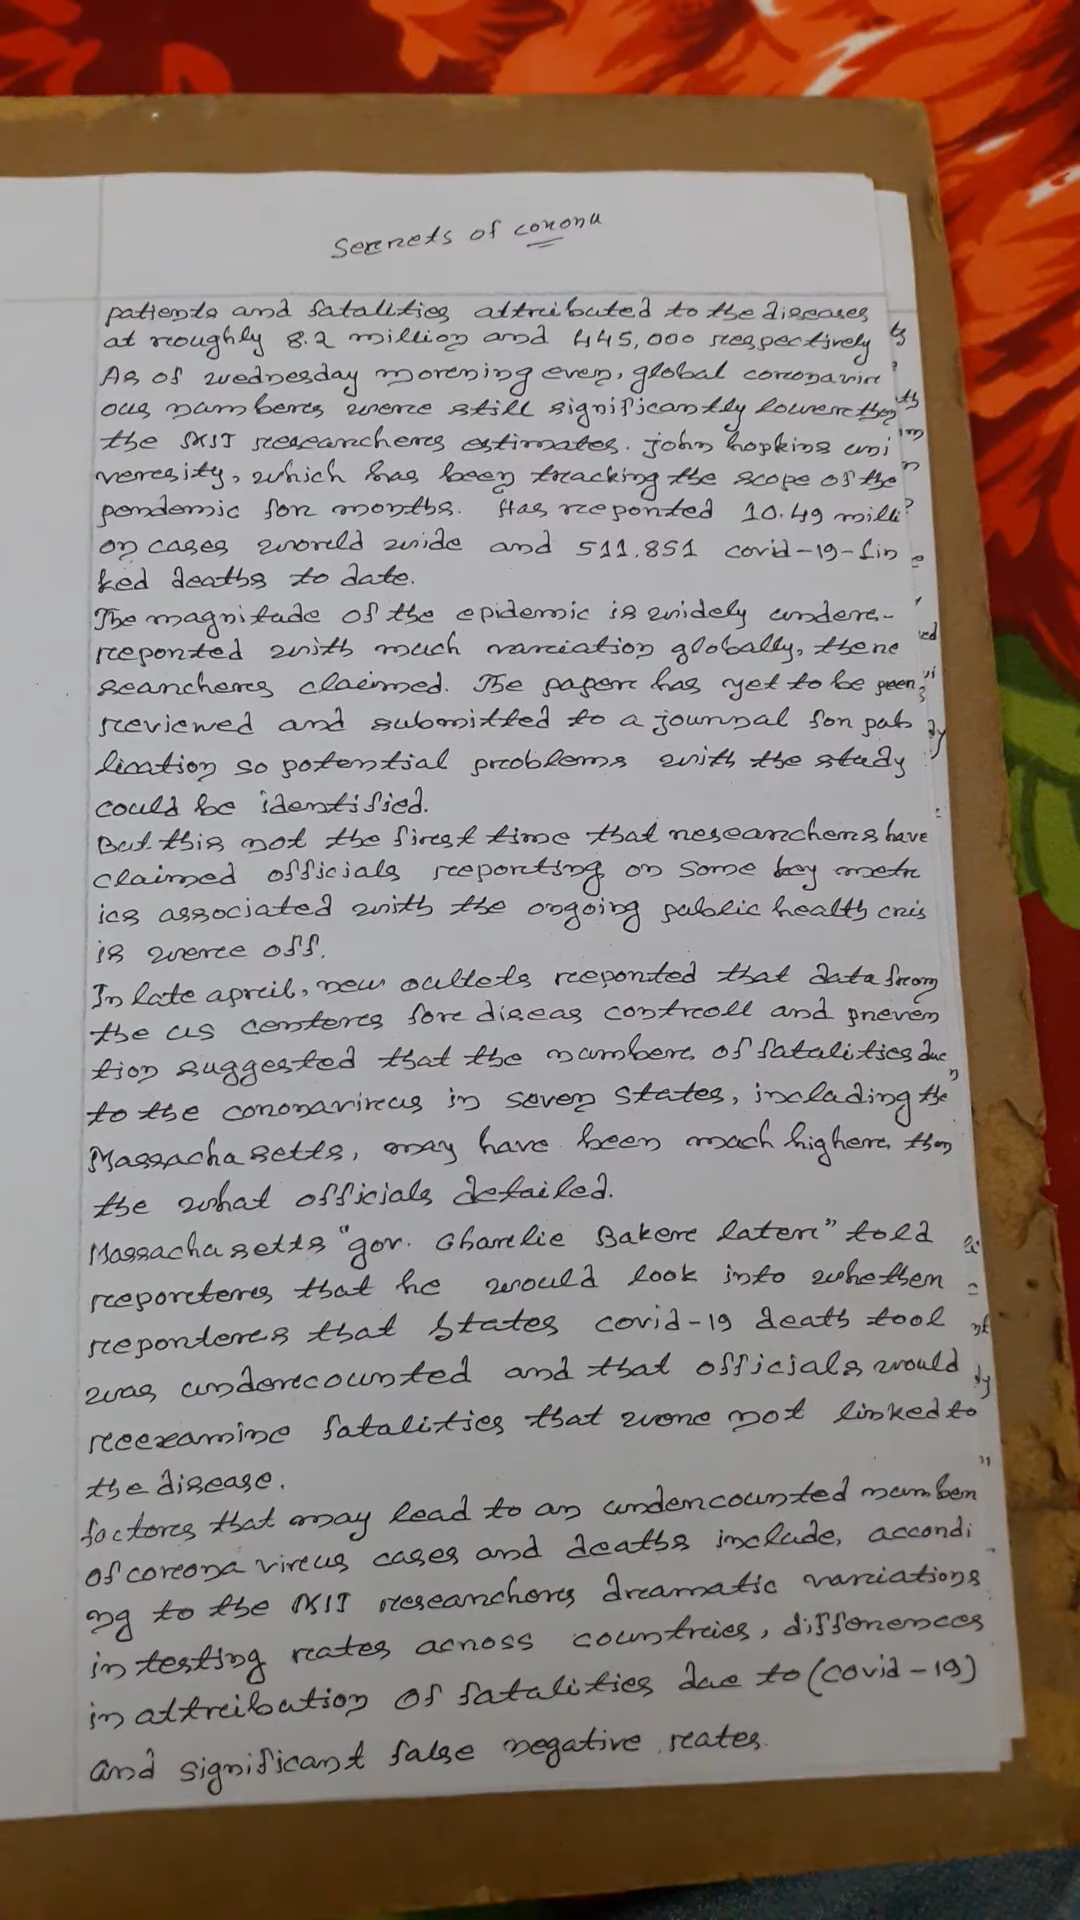 Secrets of corona
patients and fatalities attributed to the diseases
at roughly 8.2 million and 445,000 respectively
As of wednesday morning even, global coronavir
ous numbers were still significantly lower then
the MIT researchers estimates. john hopkins uni
versity, which has been tracking the scope of the
pendemic for months. Has reported 10.49 milli
on cases world wide and 511.851 covid-19-lin
ked deaths to date.
The magnitude of the epidemic is widely under-
reported with much variation globally, the re
searchers claimed. The paper has yet to be peer
reviewed and submitted to a journal for pub
lication so potential problems with the study
could be identified.
But this not the first time that researchers have
claimed officials reporting on some key metr
ics associated with the ongoing public health cris
is were off.
In late april, new outlets reported that data from
the us centers for diseas controll and preven
tion suggested that the number of fatalities due
to the coronavirus in seven states, including the
Massachusetts, may have been much higher than
the what officials detailed.
Massachusetts "gov. Charlie Baker later" told
reporters that he would look into whether
reporters that states covid-19 death tool
was undercounted and that officials would
reexamine fatalities that were not linked to
the disease.
factors that may lead to an undercounted number
of corona virus cases and deaths include, accordi
ng to the MIT researchers dramatic variations
in testing rates across countries, differences
in attribution of fatalities due to (covid-19)
and significant false negative rates